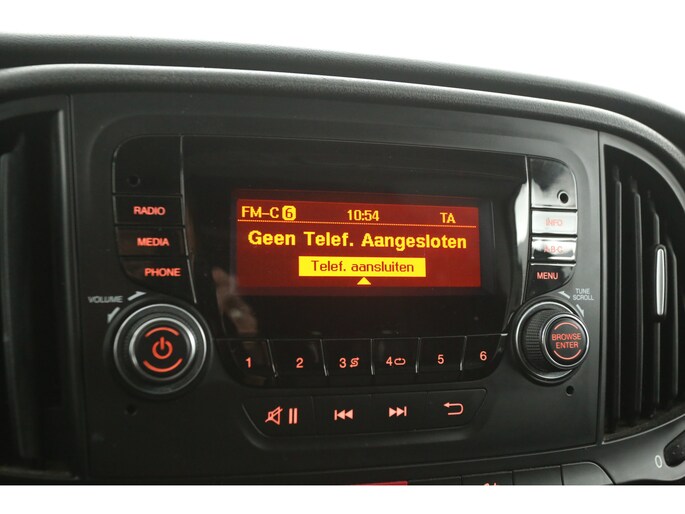 FM-C 6 10:54 TA
Geen Telef. Aangesloten
Telef. aansluiten
RADIO
MEDIA
PHONE
INFO
A-B-C
MENU
VOLUME
TUNE
SCROLL
BROWSE
ENTER
1 2 3 4 5 6
0